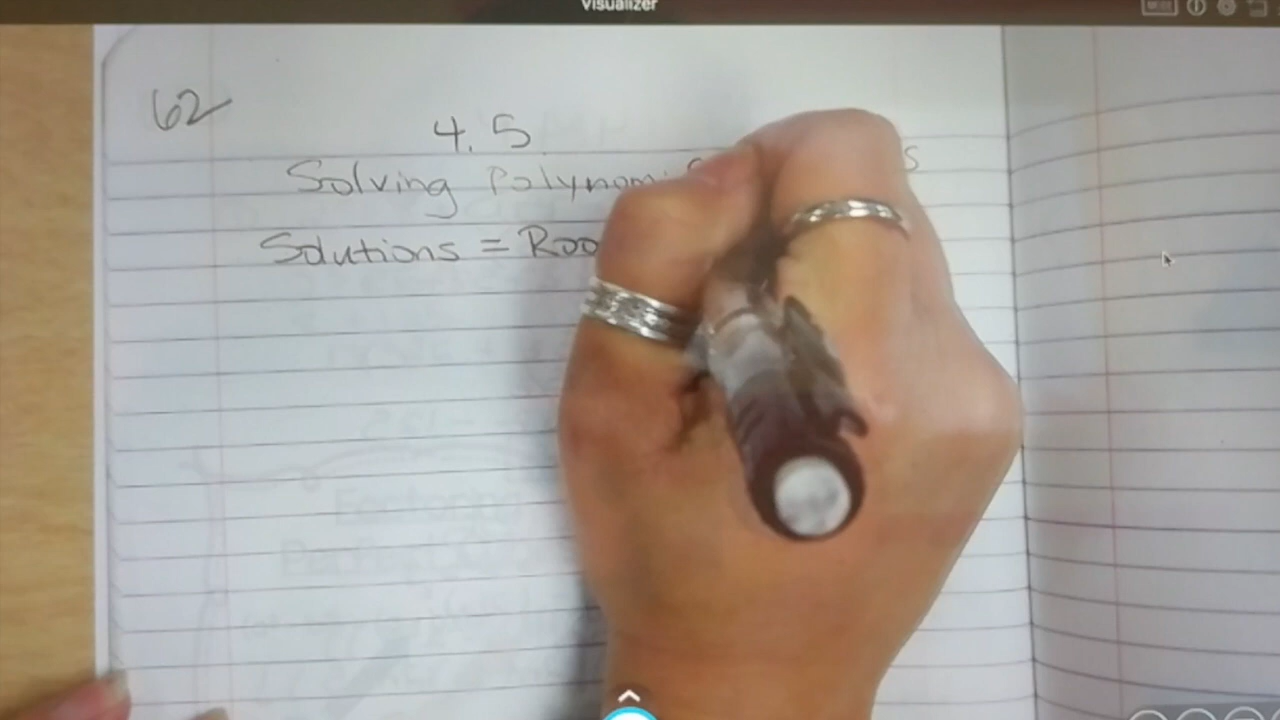 Visualizer
62
4.5
Solving Polynom
Solutions = Roo